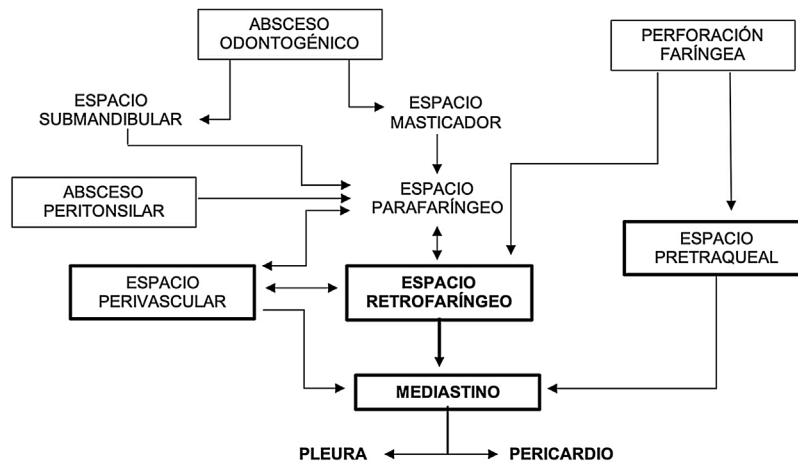 ABSCESO
ODONTOGÉNICO
PERFORACIÓN
FARÍNGEA
ESPACIO
SUBMANDIBULAR
ESPACIO
MASTICADOR
ABSCESO
PERITONSILAR
ESPACIO
PARAFARÍNGEO
ESPACIO
PRETRAQUEAL
ESPACIO
PERIVASCULAR
ESPACIO
RETROFARÍNGEO
MEDIASTINO
PLEURA
PERICARDIO